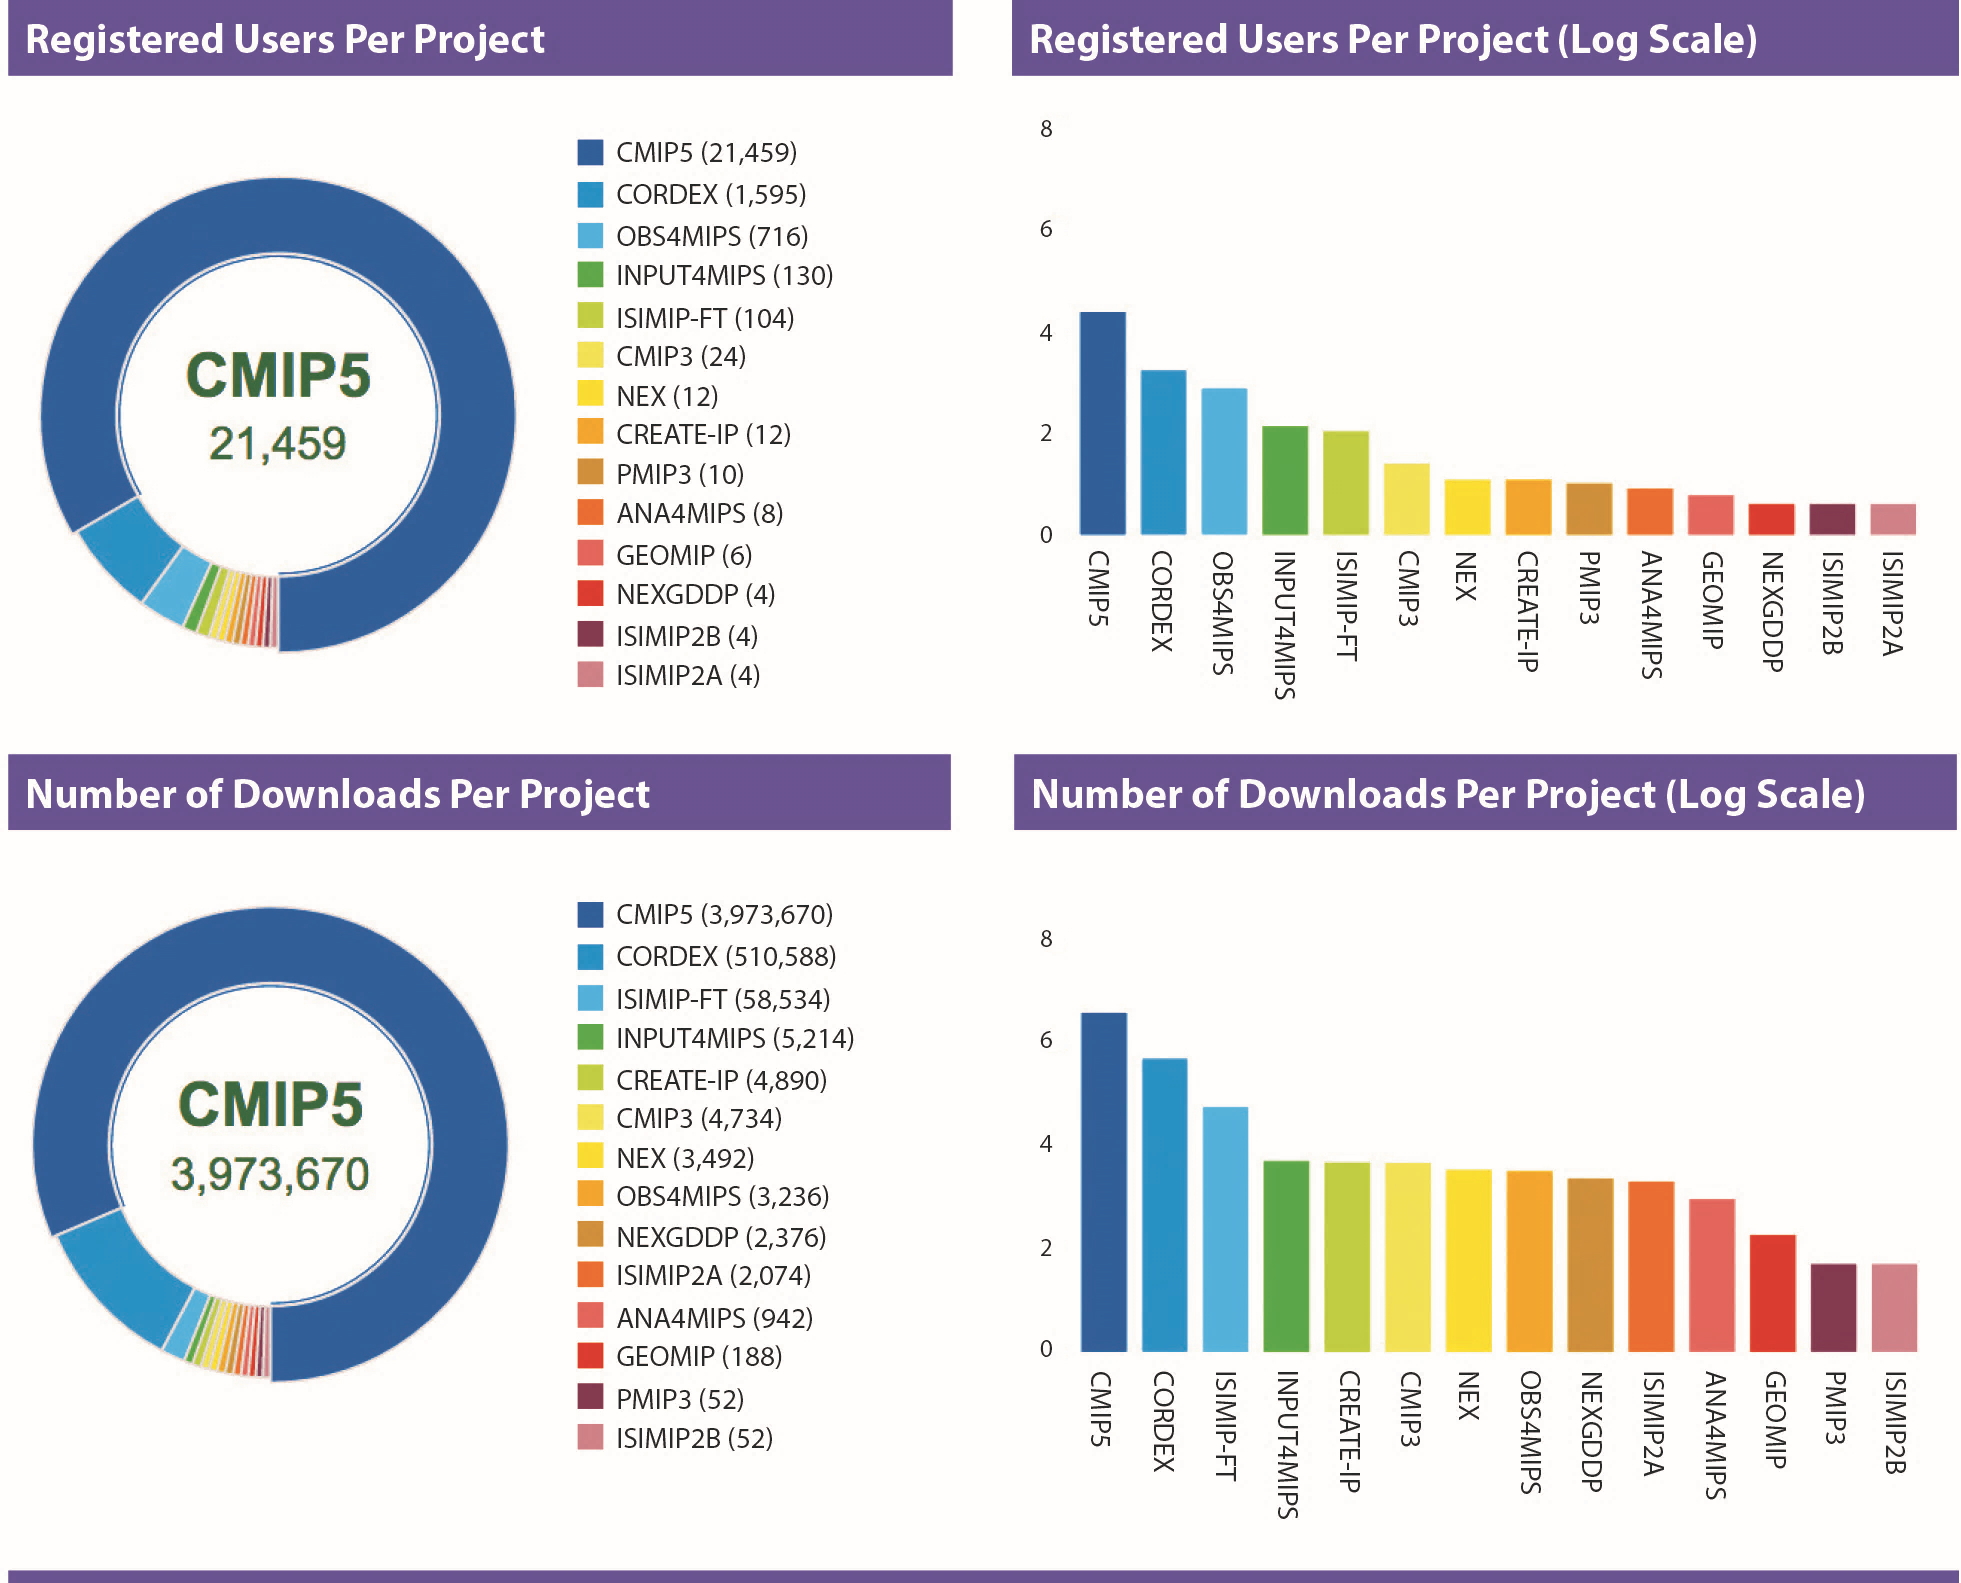 Registered Users Per Project
CMIP5
21,459
CMIP5 (21,459)
CORDEX (1,595)
OBS4MIPS (716)
INPUT4MIPS (130)
ISIMIP-FT (104)
CMIP3 (24)
NEX (12)
CREATE-IP (12)
PMIP3 (10)
ANA4MIPS (8)
GEOMIP (6)
NEXGDDP (4)
ISIMIP2B (4)
ISIMIP2A (4)
Registered Users Per Project (Log Scale)
8
6
4
2
0
CMIP5
CORDEX
OBS4MIPS
INPUT4MIPS
ISIMIP-FT
CMIP3
NEX
CREATE-IP
PMIP3
ANA4MIPS
GEOMIP
NEXGDDP
ISIMIP2B
ISIMIP2A
Number of Downloads Per Project
CMIP5
3,973,670
CMIP5 (3,973,670)
CORDEX (510,588)
ISIMIP-FT (58,534)
INPUT4MIPS (5,214)
CREATE-IP (4,890)
CMIP3 (4,734)
NEX (3,492)
OBS4MIPS (3,236)
NEXGDDP (2,376)
ISIMIP2A (2,074)
ANA4MIPS (942)
GEOMIP (188)
PMIP3 (52)
ISIMIP2B (52)
Number of Downloads Per Project (Log Scale)
8
6
4
2
0
CMIP5
CORDEX
ISIMIP-FT
INPUT4MIPS
CREATE-IP
CMIP3
NEX
OBS4MIPS
NEXGDDP
ISIMIP2A
ANA4MIPS
GEOMIP
PMIP3
ISIMIP2B